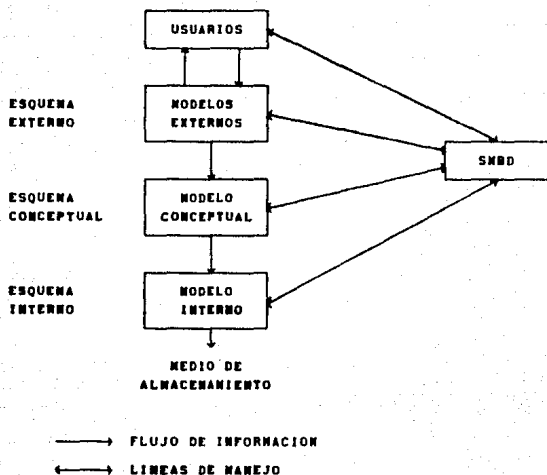 USUARIOS
ESQUEMA
EXTERNO
MODELOS
EXTERNOS
SMBD
ESQUEMA
CONCEPTUAL
MODELO
CONCEPTUAL
ESQUEMA
INTERNO
MODELO
INTERNO
MEDIO DE
ALMACENAMIENTO
FLUJO DE INFORMACION
LINEAS DE MANEJO